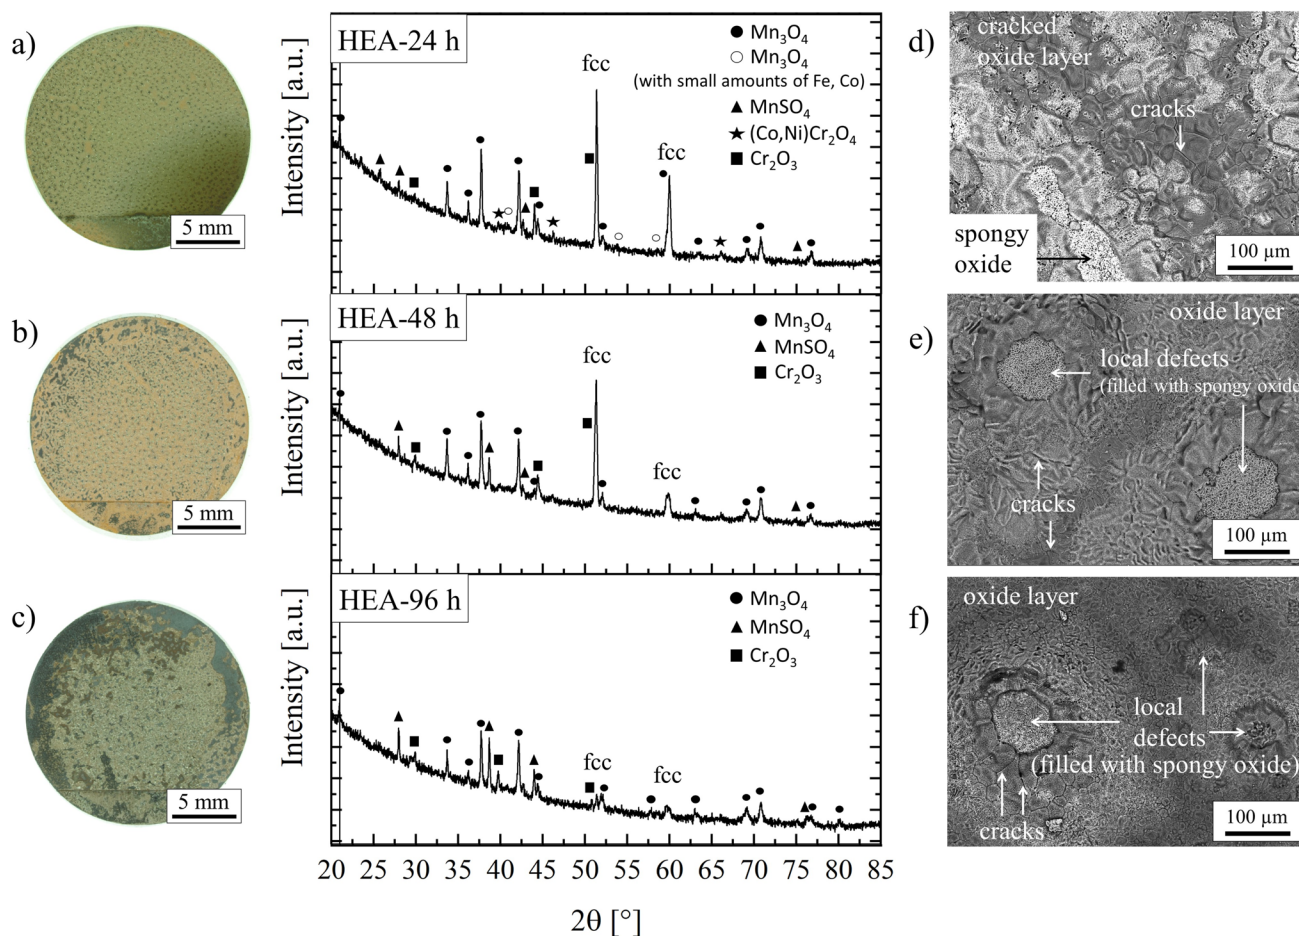 a)
5 mm
HEA-24 h
Intensity [a.u.]
fcc
fcc
Mn₃O₄
Mn₃O₄
(with small amounts of Fe, Co)
MnSO₄
(Co,Ni)Cr₂O₄
Cr₂O₃
d)
cracked
oxide layer
cracks
spongy
oxide
100 µm
b)
5 mm
HEA-48 h
Intensity [a.u.]
fcc
fcc
Mn₃O₄
MnSO₄
Cr₂O₃
e)
oxide layer
local defects
(filled with spongy oxide
cracks
100 µm
c)
5 mm
HEA-96 h
Intensity [a.u.]
fcc
fcc
Mn₃O₄
MnSO₄
Cr₂O₃
20 25 30 35 40 45 50 55 60 65 70 75 80 85
2θ [°]
f)
oxide layer
local
defects
(filled with spongy oxide)
cracks
100 µm